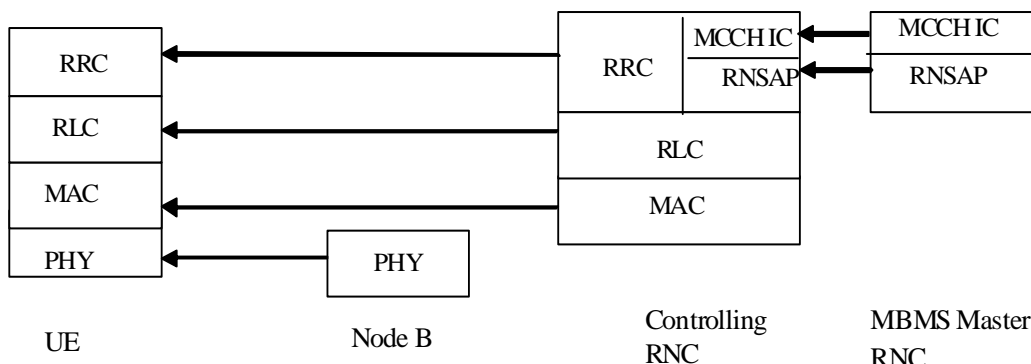 RRC
RLC
MAC
PHY
UE
PHY
Node B
RRC
MCCH IC
RNSAP
RLC
MAC
Controlling
RNC
MCCH IC
RNSAP
MBMS Master
RNC